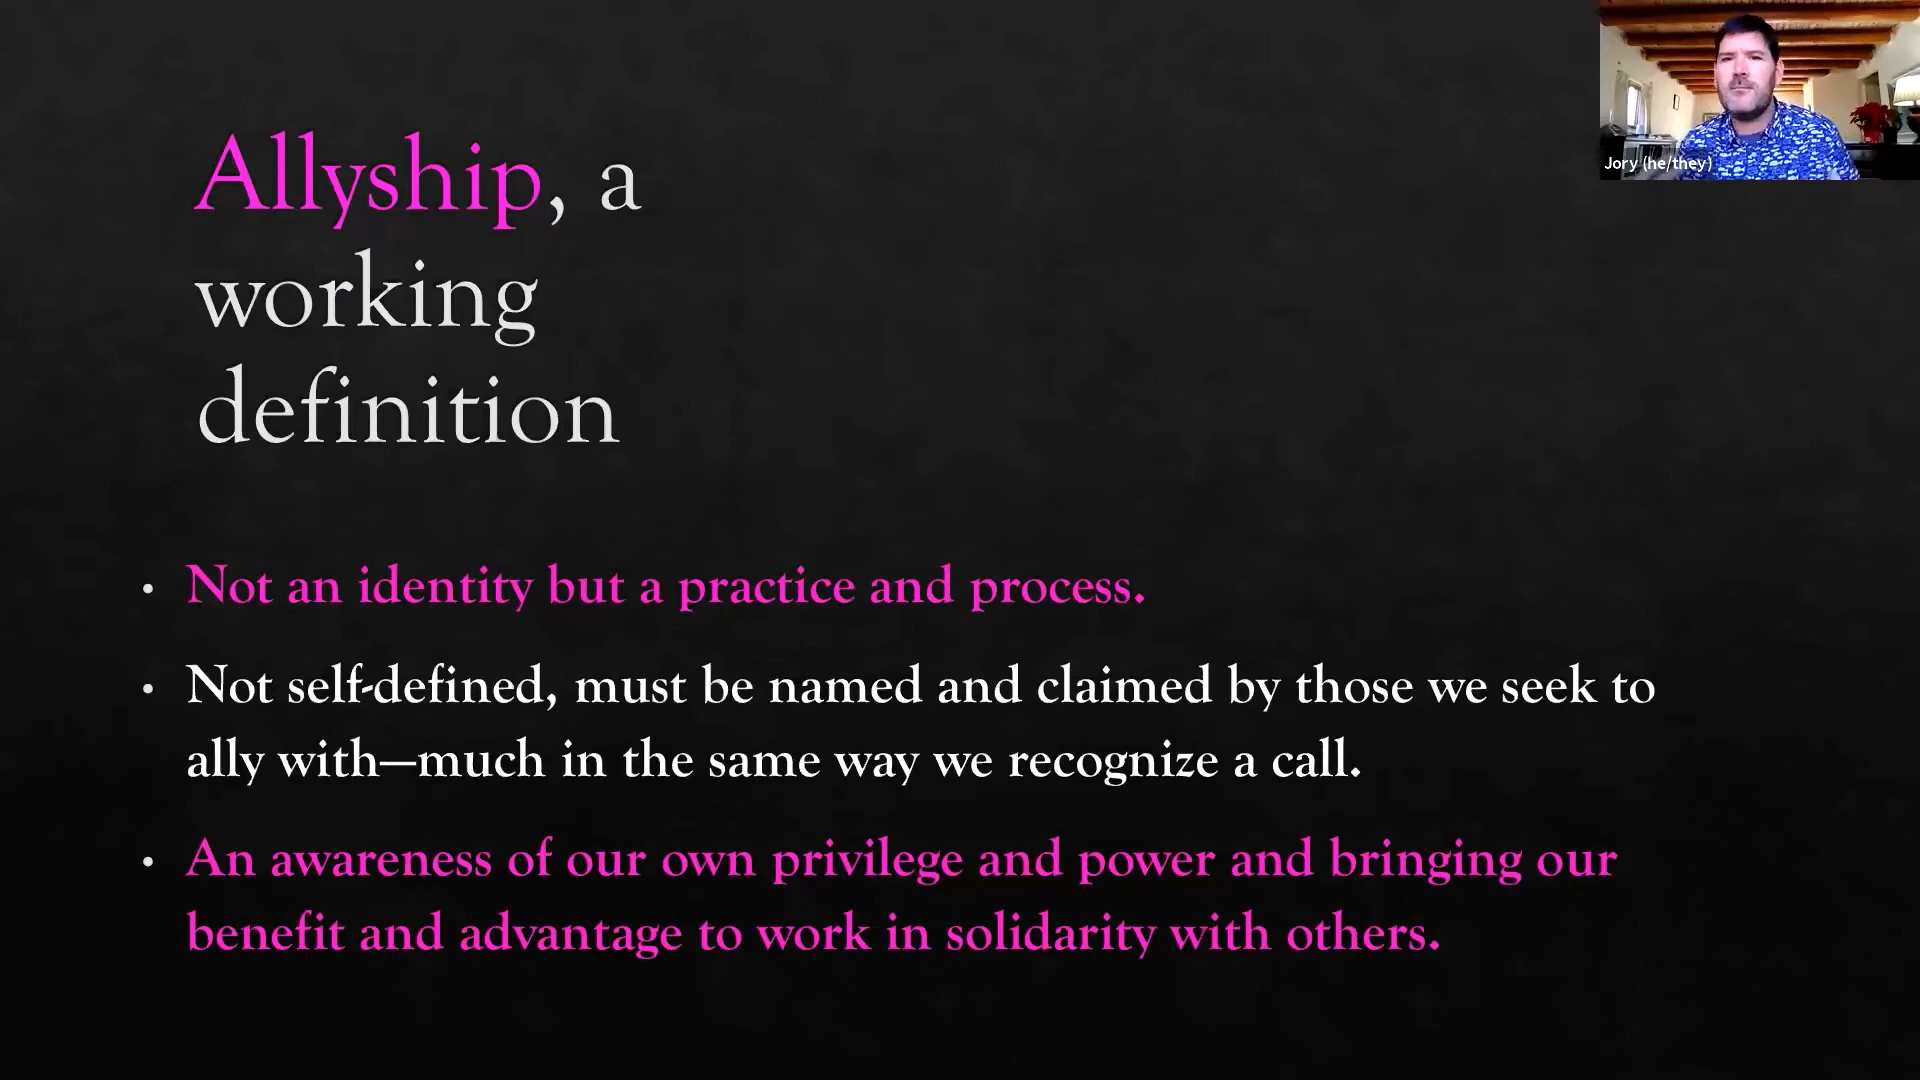 Allyship, a
working
definition
Jory (he/they)
• Not an identity but a practice and process.
• Not self-defined, must be named and claimed by those we seek to
ally with—much in the same way we recognize a call.
• An awareness of our own privilege and power and bringing our
benefit and advantage to work in solidarity with others.